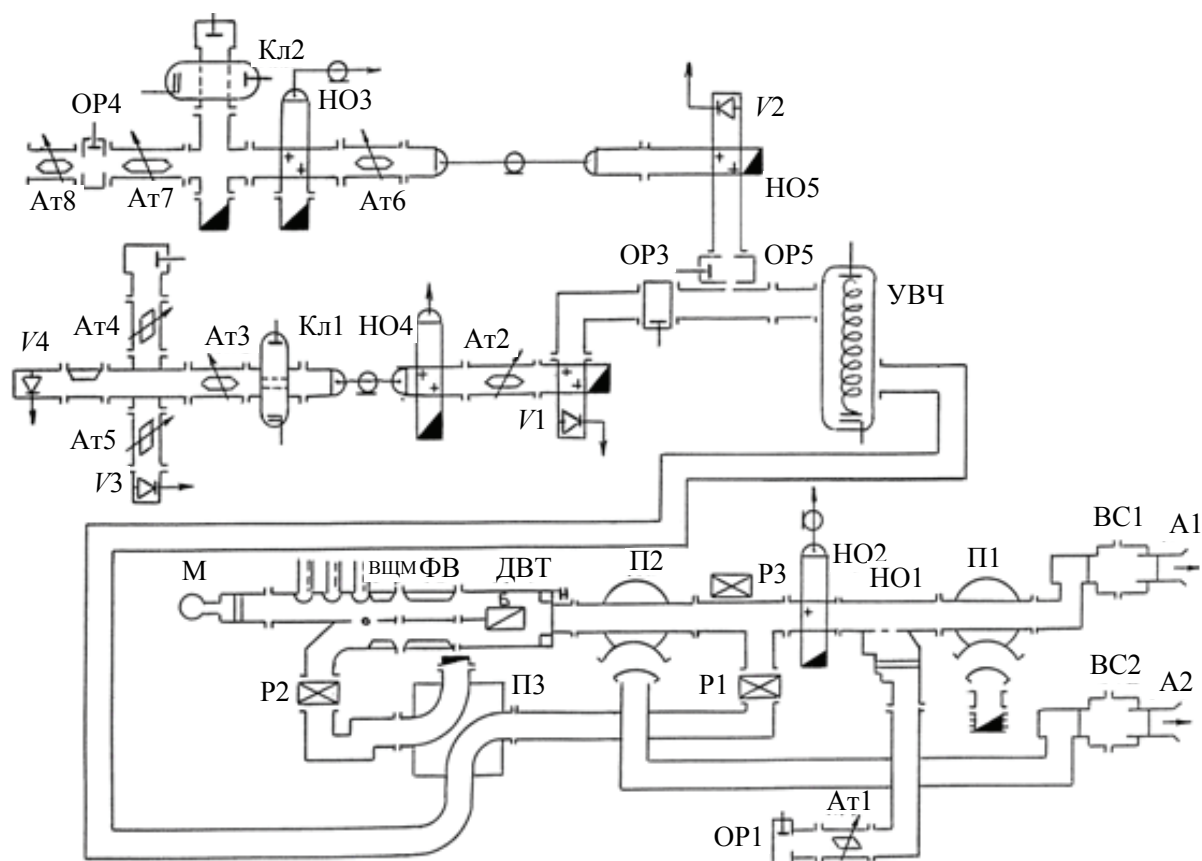 Кл2
ОР4
НО3
V2
Ат8
Ат7
Ат6
НО5
ОР3
ОР5
УВЧ
Ат4
Кл1
НО4
V4
Ат3
Ат2
V1
Ат5
V3
ВС1
А1
М
ВЩМ
ФВ
ДВТ
П2
Р3
НО2
НО1
П1
Р2
П3
Р1
ВС2
А2
Ат1
ОР1